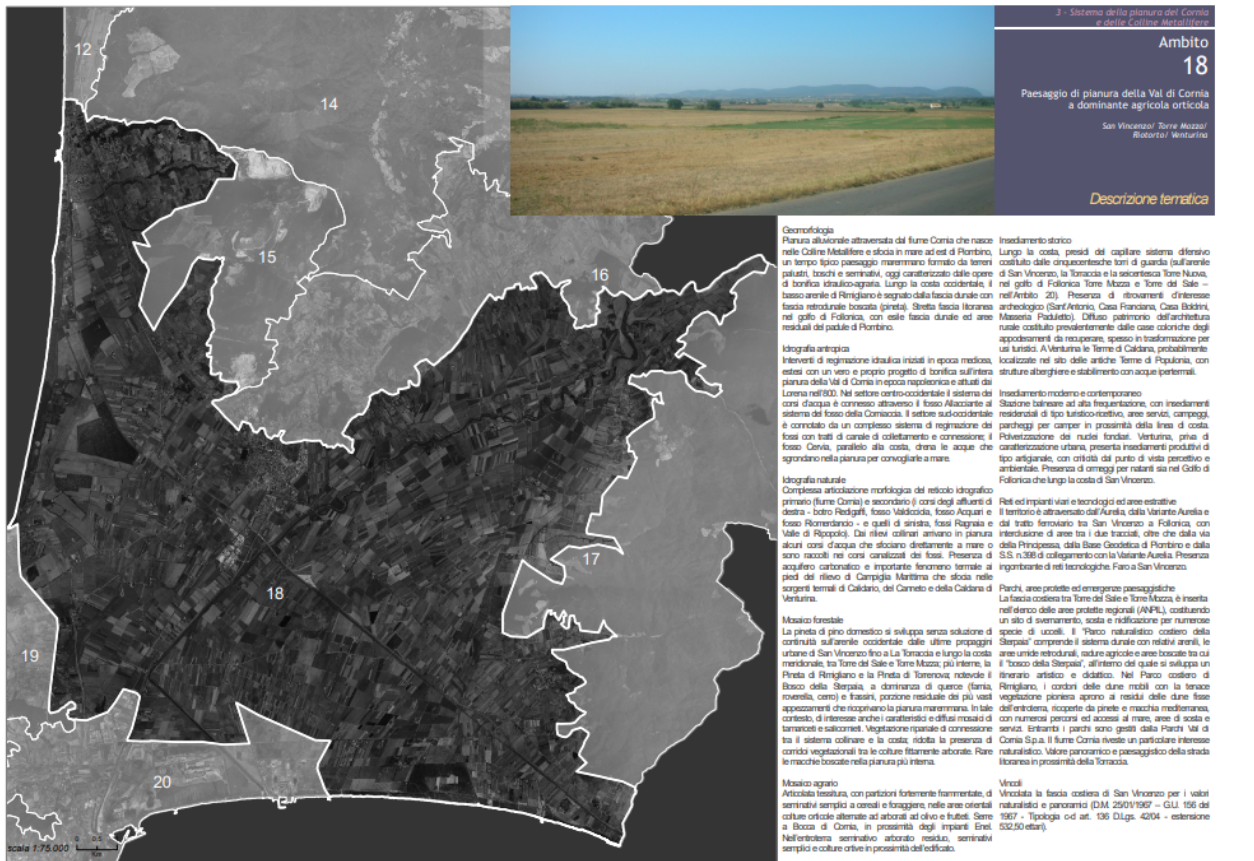 3 - Sistema della pianura del Cornia
e delle Colline Metallifere
Ambito
18
Paesaggio di pianura della Val di Cornia
a dominante agricola orticola
San Vincenzo/ Torre Mozza/
Riotorto/ Venturina
Descrizione tematica
12
14
15
16
17
18
19
20
scala 1:75.000
0 0.5
Km
Geomorfologia
Pianura alluvionale attraversata dal fiume Cornia che nasce
nelle Colline Metallifere e sfocia in mare ad est di Piombino,
un tempo tipico paesaggio maremmano formato da terreni
palustri, boschi e seminativi, oggi caratterizzato dalle opere
di bonifica idraulico-agraria. Lungo la costa occidentale, il
basso arenile di Rimigliano è segnato dalla fascia dunale con
fascia retrodunale boscata (pineta). Stretta fascia litoranea
nel golfo di Follonica, con esile fascia dunale ed aree
residuali del padule di Piombino.
Idrografia antropica
Interventi di regimazione idraulica iniziati in epoca medicea,
estesi con un vero e proprio progetto di bonifica sull'intera
pianura della Val di Cornia in epoca napoleonica e attuati dai
Lorena nell'800. Nel settore centro-occidentale il sistema dei
corsi d'acqua è connesso attraverso il fosso Allacciante al
sistema del fosso della Corniaccia. Il settore sud-occidentale
è connotato da un complesso sistema di regimazione dei
fossi con tratti di canale di collettamento e connessione; il
fosso Cervia, parallelo alla costa, drena le acque che
sgrondano nella pianura per convogliarle a mare.
Idrografia naturale
Complessa articolazione morfologica del reticolo idrografico
primario (fiume Cornia) e secondario (i corsi degli affluenti di
destra - botro Redigaffi, fosso Valdiccidia, fosso Acquari e
fosso Riomerdancio - e quelli di sinistra, fossi Ragnaia e
Valle di Ripopolo). Dai rilievi collinari arrivano in pianura
alcuni corsi d'acqua che sfociano direttamente a mare o
sono raccolti nei corsi canalizzati dei fossi. Presenza di
acquifero carbonatico e importante fenomeno termale ai
piedi del rilievo di Campiglia Marittima che sfocia nelle
sorgenti termali di Calidario, del Canneto e della Caldana di
Venturina.
Mosaico forestale
La pineta di pino domestico si sviluppa senza soluzione di
continuità sull'arenile occidentale dalle ultime propaggini
urbane di San Vincenzo fino a La Torraccia e lungo la costa
meridionale, tra Torre del Sale e Torre Mozza; più interne, la
Pineta di Rimigliano e la Pineta di Torrenova; notevole il
Bosco della Sterpaia, a dominanza di querce (farnia,
roverella, cerro) e frassini, porzione residuale dei più vasti
appezzamenti che ricoprivano la pianura maremmana. In tale
contesto, di interesse anche i caratteristici e diffusi mosaici di
tamariceti e salicornieti. Vegetazione ripariale di connessione
tra il sistema collinare e la costa; ridotta la presenza di
corridoi vegetazionali tra le colture fittamente arborate. Rare
le macchie boscate nella pianura più interna.
Mosaico agrario
Articolata tessitura, con partizioni fortemente frammentate, di
seminativi semplici a cereali e foraggiere, nelle aree orientali
colture orticole alternate ad arborati ad olivo e frutteti. Serre
a Bocca di Cornia, in prossimità degli impianti Enel.
Nell'entroterra seminativo arborato residuo, seminativi
semplici e colture ortive in prossimità dell'edificato.
Insediamento storico
Lungo la costa, presidi del capillare sistema difensivo
costituito dalle cinquecentesche torri di guardia (sull'arenile
di San Vincenzo, la Torraccia e la seicentesca Torre Nuova,
nel golfo di Follonica Torre Mozza e Torre del Sale –
nell'Ambito 20). Presenza di ritrovamenti d'interesse
archeologico (Sant'Antonio, Casa Franciana, Casa Boldrini,
Masseria Paduletto). Diffuso patrimonio dell'architettura
rurale costituito prevalentemente dalle case coloniche degli
appoderamenti da recuperare, spesso in trasformazione per
usi turistici. A Venturina le Terme di Caldana, probabilmente
localizzate nel sito delle antiche Terme di Populonia, con
strutture alberghiere e stabilimento con acque ipertermali.
Insediamento moderno e contemporaneo
Stazione balneare ad alta frequentazione, con insediamenti
residenziali di tipo turistico-ricettivo, aree servizi, campeggi,
parcheggi per camper in prossimità della linea di costa.
Polverizzazione dei nuclei fondiari. Venturina, priva di
caratterizzazione urbana, presenta insediamenti produttivi di
tipo artigianale, con criticità dal punto di vista percettivo e
ambientale. Presenza di ormeggi per natanti sia nel Golfo di
Follonica che lungo la costa di San Vincenzo.
Reti ed impianti viari e tecnologici ed aree estrattive
Il territorio è attraversato dall'Aurelia, dalla Variante Aurelia e
dal tratto ferroviario tra San Vincenzo a Follonica, con
interclusione di aree tra i due tracciati, oltre che dalla via
della Principessa, dalla Base Geodetica di Piombino e dalla
S.S. n.398 di collegamento con la Variante Aurelia. Presenza
ingombrante di reti tecnologiche. Faro a San Vincenzo.
Parchi, aree protette ed emergenze paesaggistiche
La fascia costiera tra Torre del Sale e Torre Mozza, è inserita
nell'elenco delle aree protette regionali (ANPIL), costituendo
un sito di svernamento, sosta e nidificazione per numerose
specie di uccelli. Il "Parco naturalistico costiero della
Sterpaia" comprende il sistema dunale con relativi arenili, le
aree umide retrodunali, radure agricole e aree boscate tra cui
il "bosco della Sterpaia", all'interno del quale si sviluppa un
itinerario artistico e didattico. Nel Parco costiero di
Rimigliano, i cordoni delle dune mobili con la tenace
vegetazione pioniera aprono ai residui delle dune fisse
dell'entroterra, ricoperte da pinete e macchia mediterranea,
con numerosi percorsi ed accessi al mare, aree di sosta e
servizi. Entrambi i parchi sono gestiti dalla Parchi Val di
Cornia S.p.a. Il fiume Cornia riveste un particolare interesse
naturalistico. Valore panoramico e paesaggistico della strada
litoranea in prossimità della Torraccia.
Vincoli
Vincolata la fascia costiera di San Vincenzo per i valori
naturalistici e panoramici (D.M. 25/01/1967 – G.U. 156 del
1967 - Tipologia c-d art. 136 D.Lgs. 42/04 - estensione
532,50 ettari).